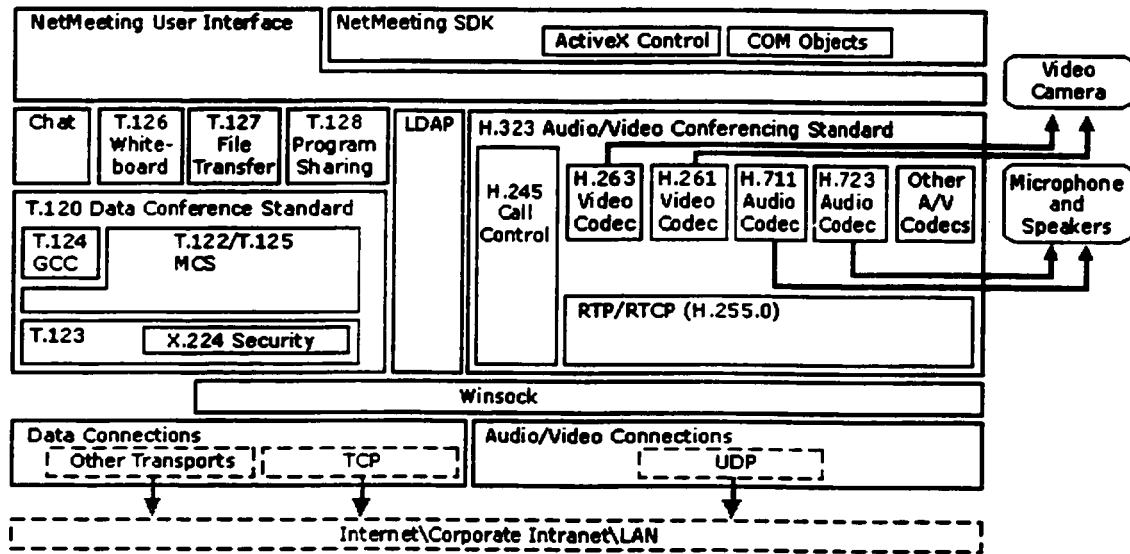 NetMeeting User Interface
NetMeeting SDK
ActiveX Control
COM Objects
Video
Camera
Chat
T.126
White-
board
T.127
File
Transfer
T.128
Program
Sharing
LDAP
H.323 Audio/Video Conferencing Standard
H.245
Call
Control
H.263
Video
Codec
H.261
Video
Codec
H.711
Audio
Codec
H.723
Audio
Codec
Other
A/V
Codecs
Microphone
and
Speakers
T.120 Data Conference Standard
T.124
GCC
T.122/T.125
MCS
T.123
X.224 Security
RTP/RTCP (H.255.0)
Winsock
Data Connections
Other Transports
TCP
Audio/Video Connections
UDP
Internet\Corporate Intranet\LAN